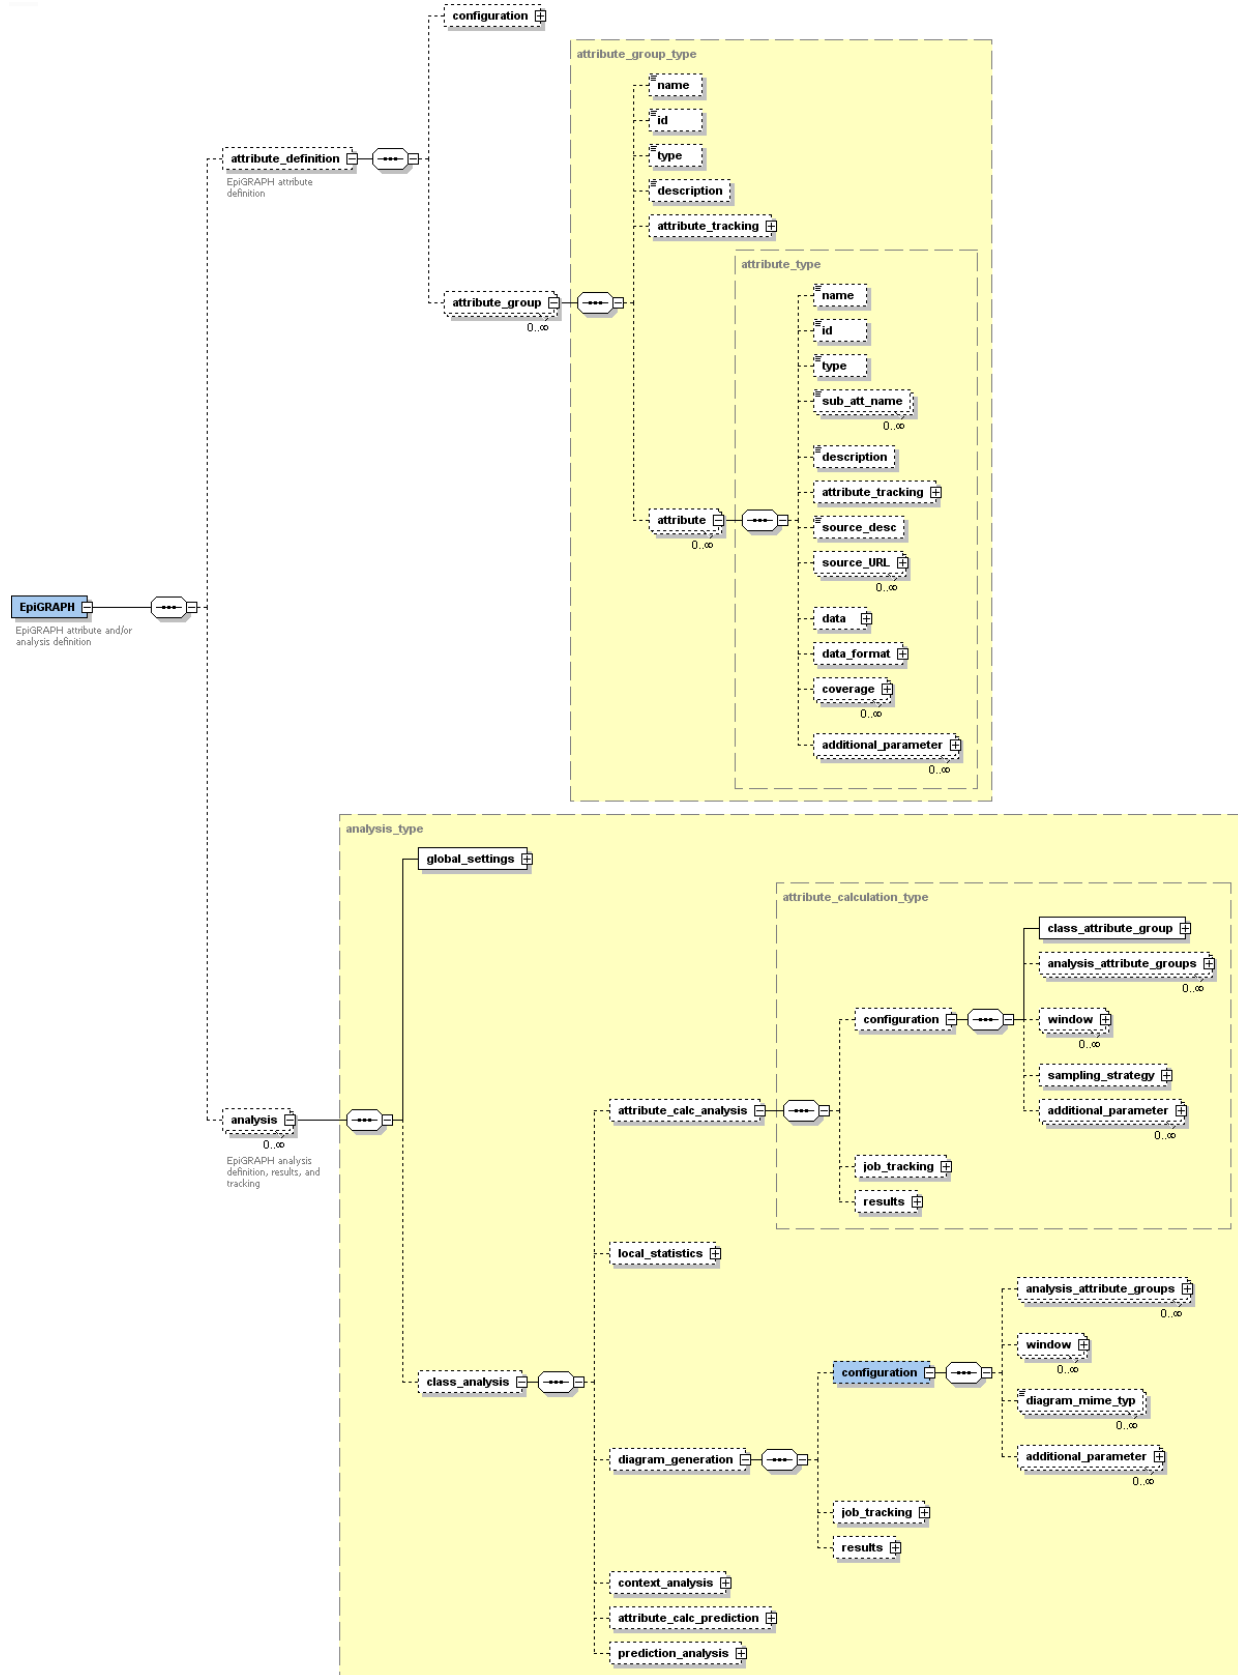 configuration
attribute_group_type
name
id
type
attribute_definition
EpiGRAPH attribute
definition
description
attribute_tracking
attribute_type
name
attribute_group
0..∞
id
type
sub_att_name
0..∞
description
attribute_tracking
attribute
0..∞
source_desc
source_URL
0..∞
EpiGRAPH
EpiGRAPH attribute and/or
analysis definition
data
data_format
coverage
0..∞
additional_parameter
0..∞
analysis_type
global_settings
attribute_calculation_type
class_attribute_group
analysis_attribute_groups
0..∞
configuration
window
0..∞
sampling_strategy
attribute_calc_analysis
additional_parameter
0..∞
analysis
0..∞
EpiGRAPH analysis
definition, results, and
tracking
job_tracking
results
local_statistics
analysis_attribute_groups
0..∞
window
0..∞
configuration
class_analysis
diagram_mime_typ
0..∞
diagram_generation
additional_parameter
0..∞
job_tracking
results
context_analysis
attribute_calc_prediction
prediction_analysis